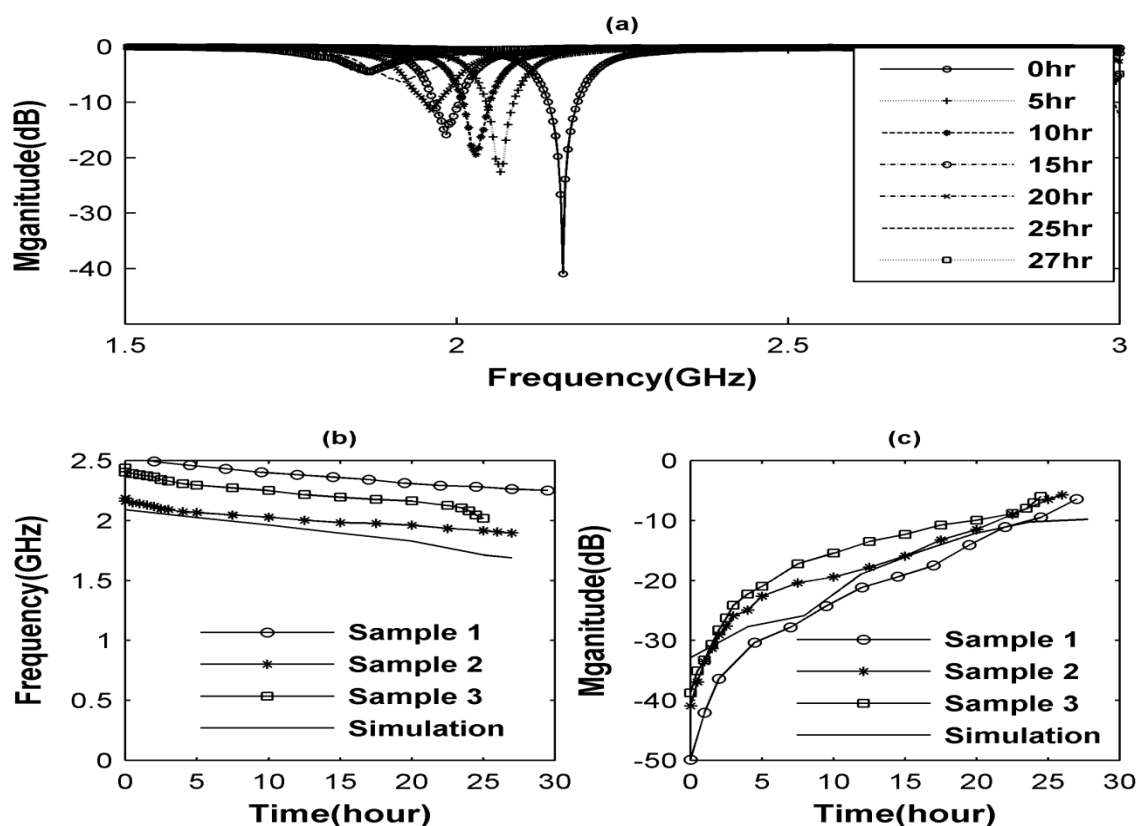 (a)
0
-10
-20
-30
-40
Mganitude(dB)
1.5
2
2.5
3
Frequency(GHz)
0hr
5hr
10hr
15hr
20hr
25hr
27hr
(b)
2.5
2
1.5
1
0.5
0
Frequency(GHz)
0
5
10
15
20
25
30
Time(hour)
Sample 1
Sample 2
Sample 3
Simulation
(c)
0
-10
-20
-30
-40
-50
Mganitude(dB)
0
5
10
15
20
25
30
Time(hour)
Sample 1
Sample 2
Sample 3
Simulation